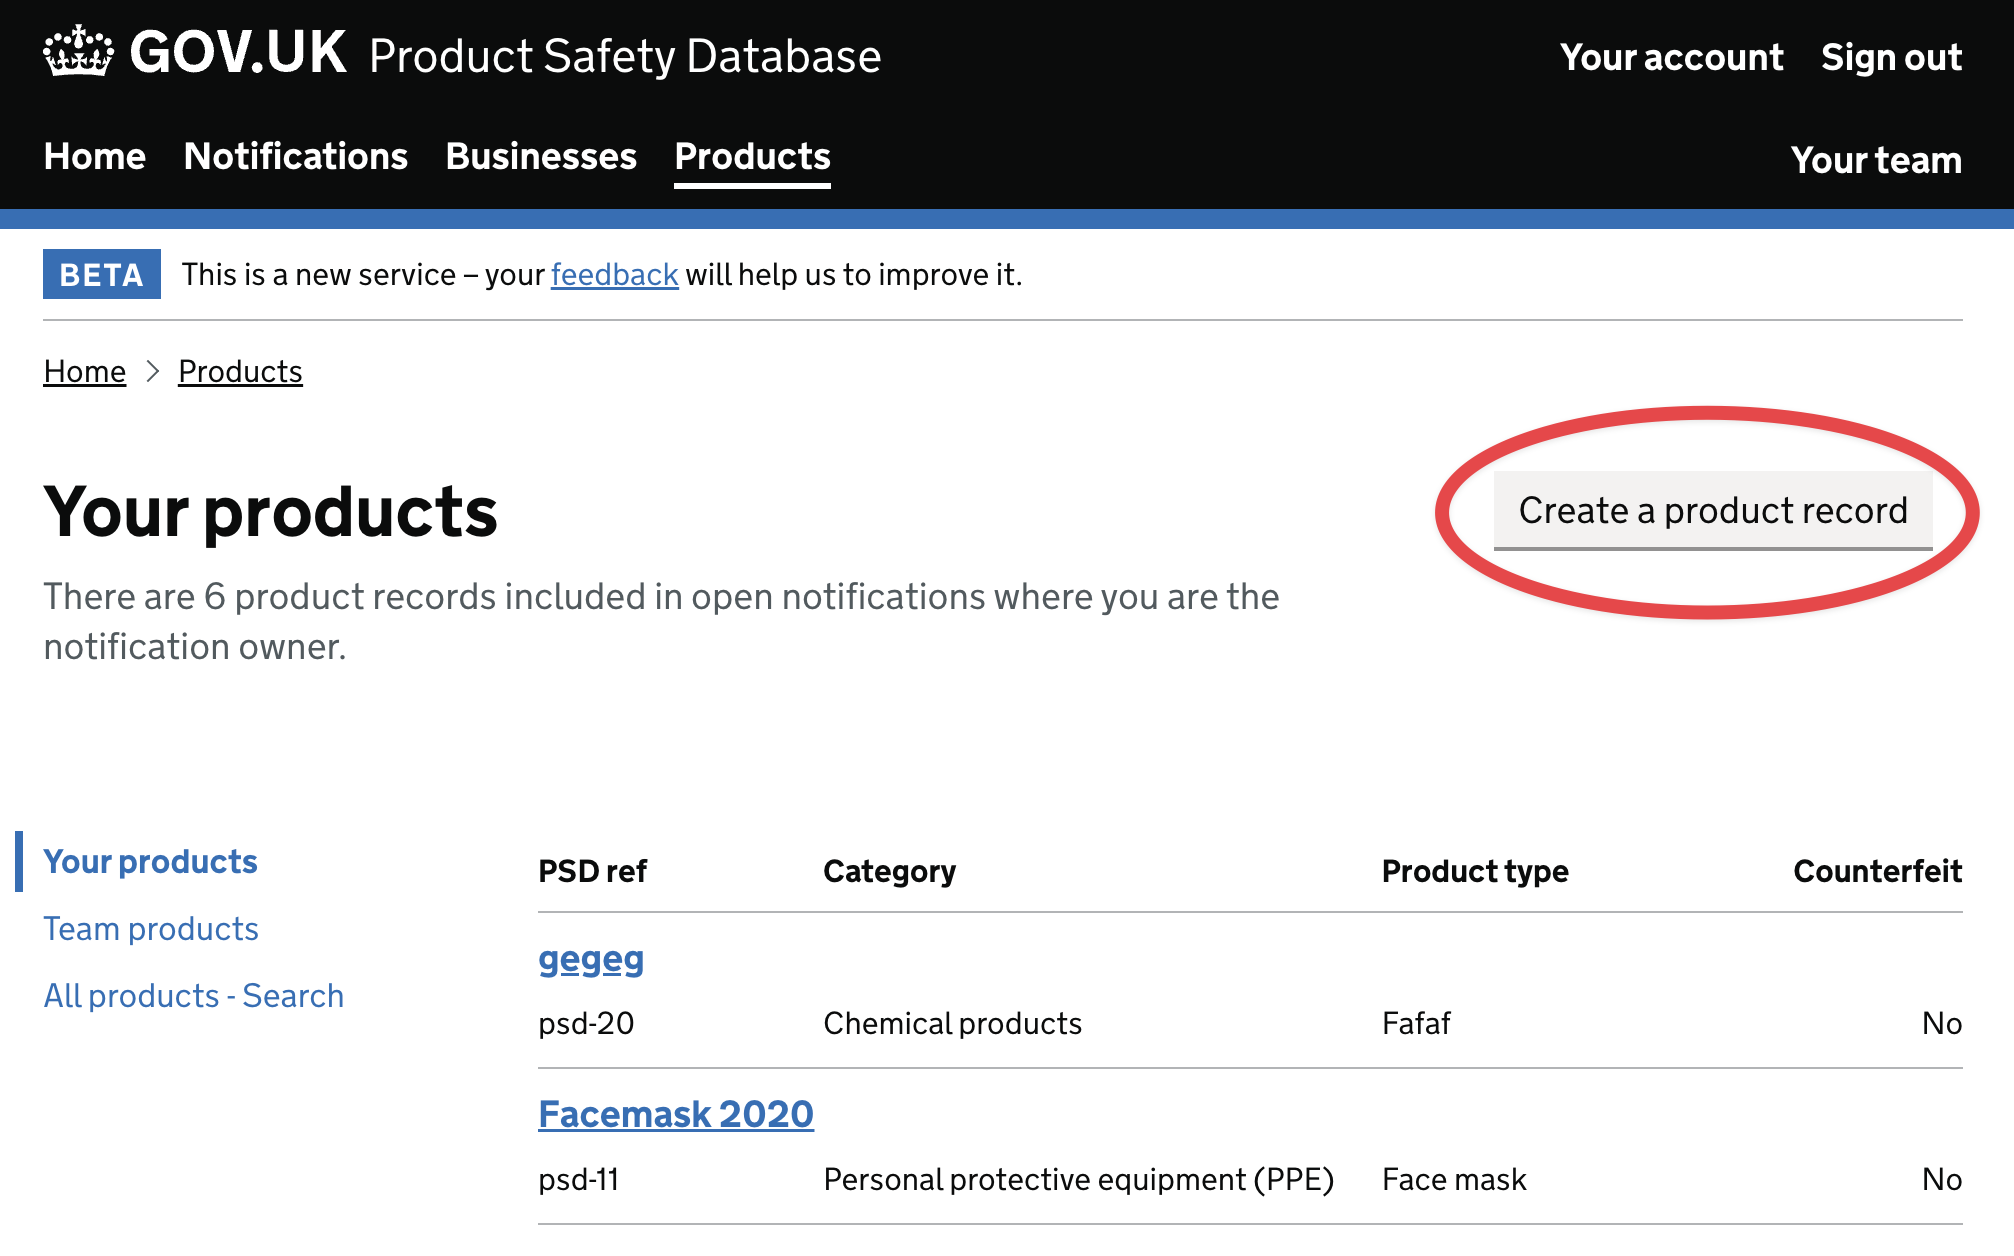 GOV.UK Product Safety Database
Your account Sign out
Home Notifications Businesses Products
Your team
BETA This is a new service – your feedback will help us to improve it.
Home > Products
Your products
Create a product record
There are 6 product records included in open notifications where you are the
notification owner.
Your products
Team products
All products - Search
PSD ref Category Product type Counterfeit
gegeg
psd-20 Chemical products Fafaf No
Facemask 2020
psd-11 Personal protective equipment (PPE) Face mask No